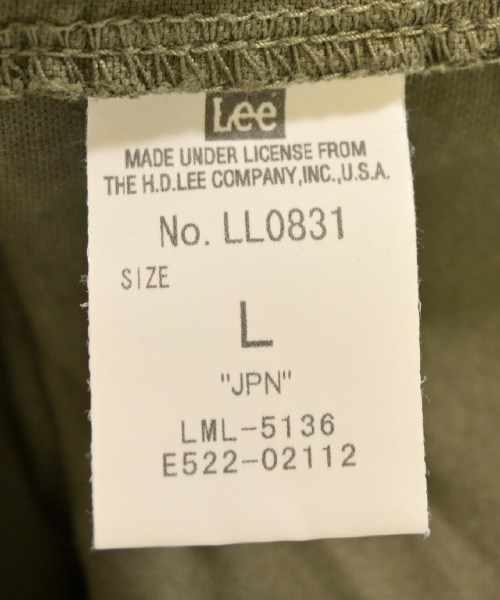 Lee
MADE UNDER LICENSE FROM
THE H.D.LEE COMPANY,INC.,U.S.A.
No. LL0831
SIZE
L
"JPN"
LML-5136
E522-02112